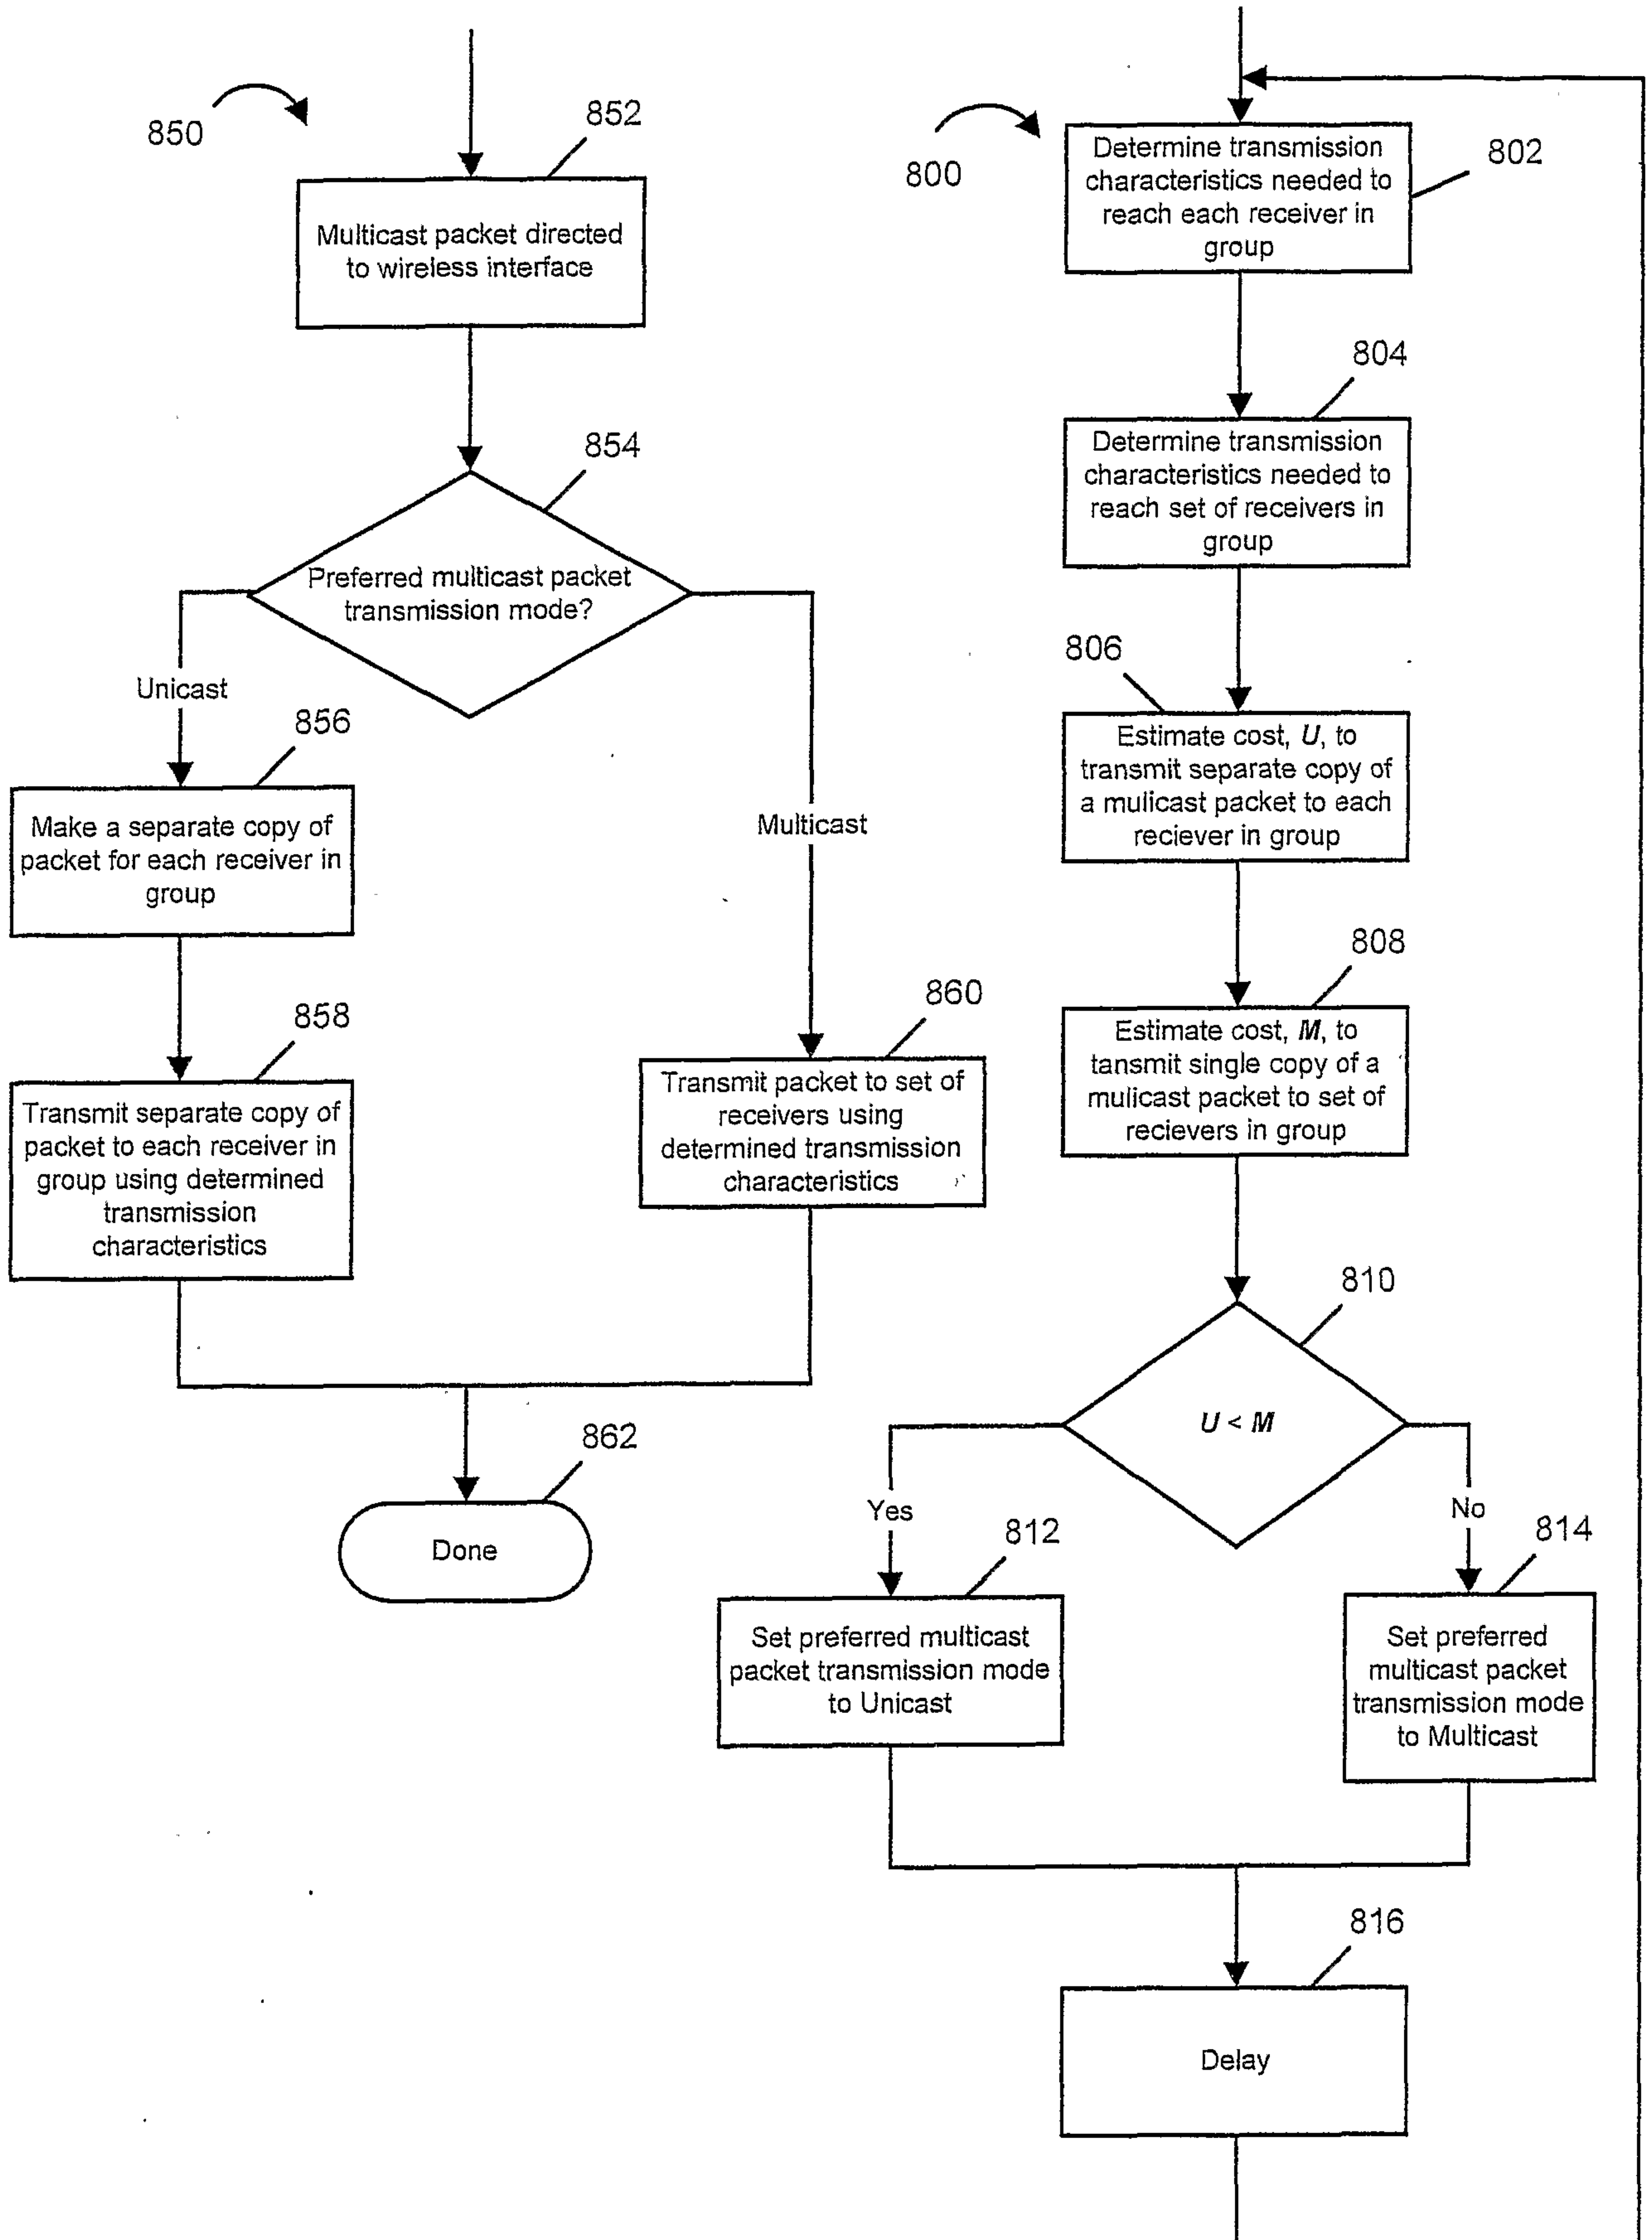 850
852
Multicast packet directed
to wireless interface
854
Preferred multicast packet
transmission mode?
Unicast
Multicast
856
Make a separate copy of
packet for each receiver in
group
858
Transmit separate copy of
packet to each receiver in
group using determined
transmission
characteristics
860
Transmit packet to set of
receivers using
determined transmission
characteristics
862
Done
800
802
Determine transmission
characteristics needed to
reach each receiver in
group
804
Determine transmission
characteristics needed to
reach set of receivers in
group
806
Estimate cost, U, to
transmit separate copy of
a mulicast packet to each
reciever in group
808
Estimate cost, M, to
tansmit single copy of a
mulicast packet to set of
recievers in group
810
U < M
Yes
No
812
Set preferred multicast
packet transmission mode
to Unicast
814
Set preferred
multicast packet
transmission mode
to Multicast
816
Delay